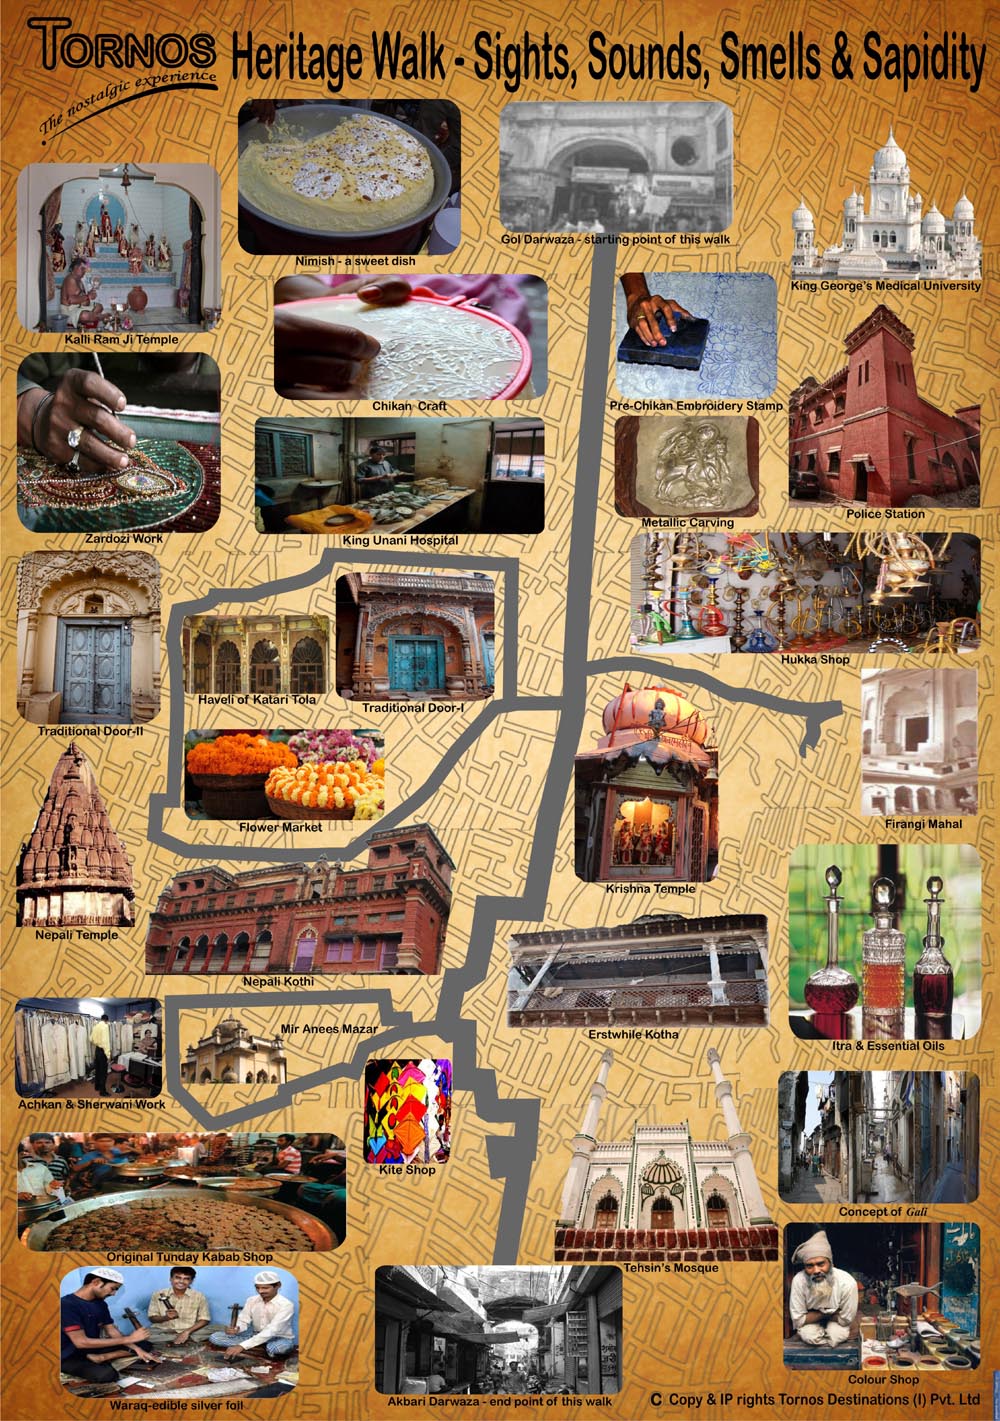 TORNOS
The nostalgic experience
Heritage Walk - Sights, Sounds, Smells & Sapidity
Nimish - a sweet dish
Gol Darwaza - starting point of this walk
King George's Medical University
Kalli Ram Ji Temple
Chikan Craft
Pre-Chikan Embroidery Stamp
Zardozi Work
King Unani Hospital
Metallic Carving
Police Station
Hukka Shop
Traditional Door-II
Haveli of Katari Tola
Traditional Door-I
Flower Market
Firangi Mahal
Krishna Temple
Nepali Temple
Nepali Kothi
Erstwhile Kotha
Itra & Essential Oils
Mir Anees Mazar
Achkan & Sherwani Work
Kite Shop
Concept of Gali
Original Tunday Kabab Shop
Tehsin's Mosque
Colour Shop
Waraq-edible silver foil
Akbari Darwaza - end point of this walk
C Copy & IP rights Tornos Destinations (I) Pvt. Ltd